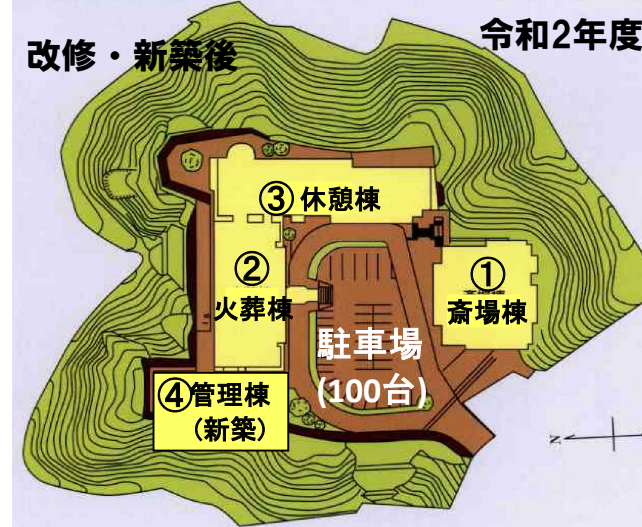 改修・新築後
令和2年度
③休憩棟
②
火葬棟
①
斎場棟
駐車場
(100台)
④管理棟
(新築)
N